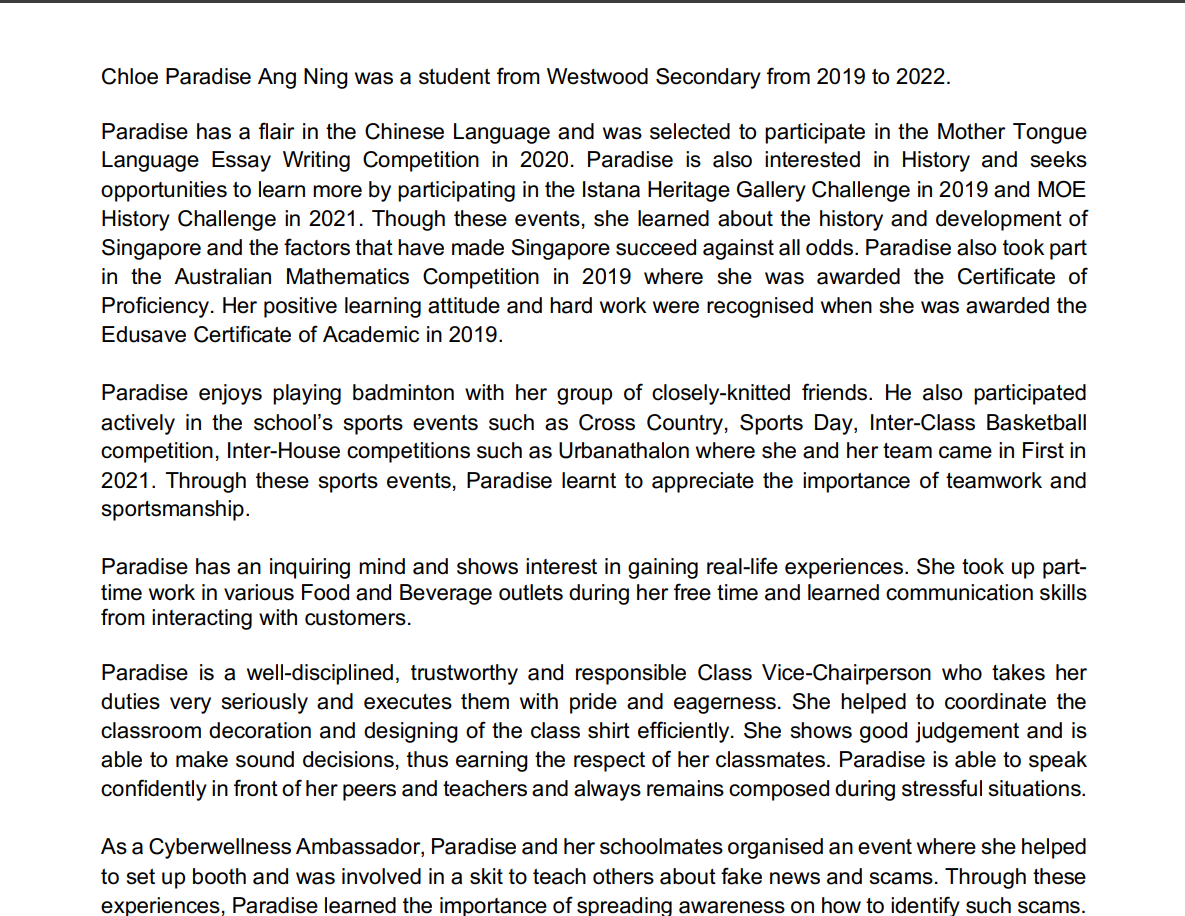 Chloe Paradise Ang Ning was a student from Westwood Secondary from 2019 to 2022.
Paradise has a flair in the Chinese Language and was selected to participate in the Mother Tongue
Language Essay Writing Competition in 2020. Paradise is also interested in History and seeks
opportunities to learn more by participating in the Istana Heritage Gallery Challenge in 2019 and MOE
History Challenge in 2021. Though these events, she learned about the history and development of
Singapore and the factors that have made Singapore succeed against all odds. Paradise also took part
in the Australian Mathematics Competition in 2019 where she was awarded the Certificate of
Proficiency. Her positive learning attitude and hard work were recognised when she was awarded the
Edusave Certificate of Academic in 2019.
Paradise enjoys playing badminton with her group of closely-knitted friends. He also participated
actively in the school’s sports events such as Cross Country, Sports Day, Inter-Class Basketball
competition, Inter-House competitions such as Urbanathalon where she and her team came in First in
2021. Through these sports events, Paradise learnt to appreciate the importance of teamwork and
sportsmanship.
Paradise has an inquiring mind and shows interest in gaining real-life experiences. She took up part-
time work in various Food and Beverage outlets during her free time and learned communication skills
from interacting with customers.
Paradise is a well-disciplined, trustworthy and responsible Class Vice-Chairperson who takes her
duties very seriously and executes them with pride and eagerness. She helped to coordinate the
classroom decoration and designing of the class shirt efficiently. She shows good judgement and is
able to make sound decisions, thus earning the respect of her classmates. Paradise is able to speak
confidently in front of her peers and teachers and always remains composed during stressful situations.
As a Cyberwellness Ambassador, Paradise and her schoolmates organised an event where she helped
to set up booth and was involved in a skit to teach others about fake news and scams. Through these
experiences, Paradise learned the importance of spreading awareness on how to identify such scams.